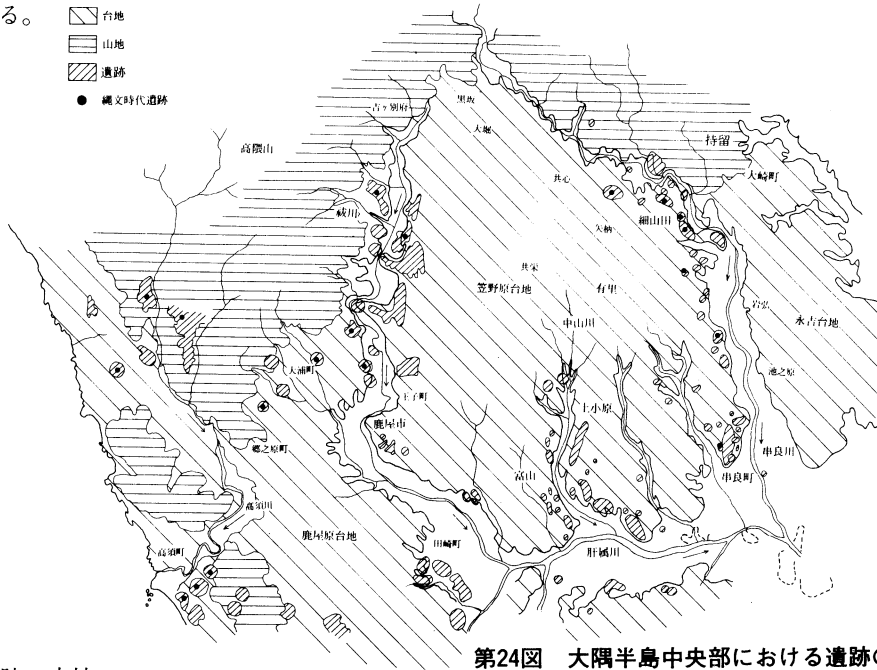 る。
台地
山地
遺跡
縄文時代遺跡
吉ヶ別府
黒坂
大堀
高隈山
持留
大崎町
共心
祓川
細山田
矢柄
共栄
笠野原台地
有里
岩弘
永吉台地
中山川
大浦町
池之原
王子町
土小原
鹿屋市
郷之原町
富山
串良町
串良川
高須川
鹿屋原台地
高須町
田崎町
肝属川
第24図 大隅半島中央部における遺跡の